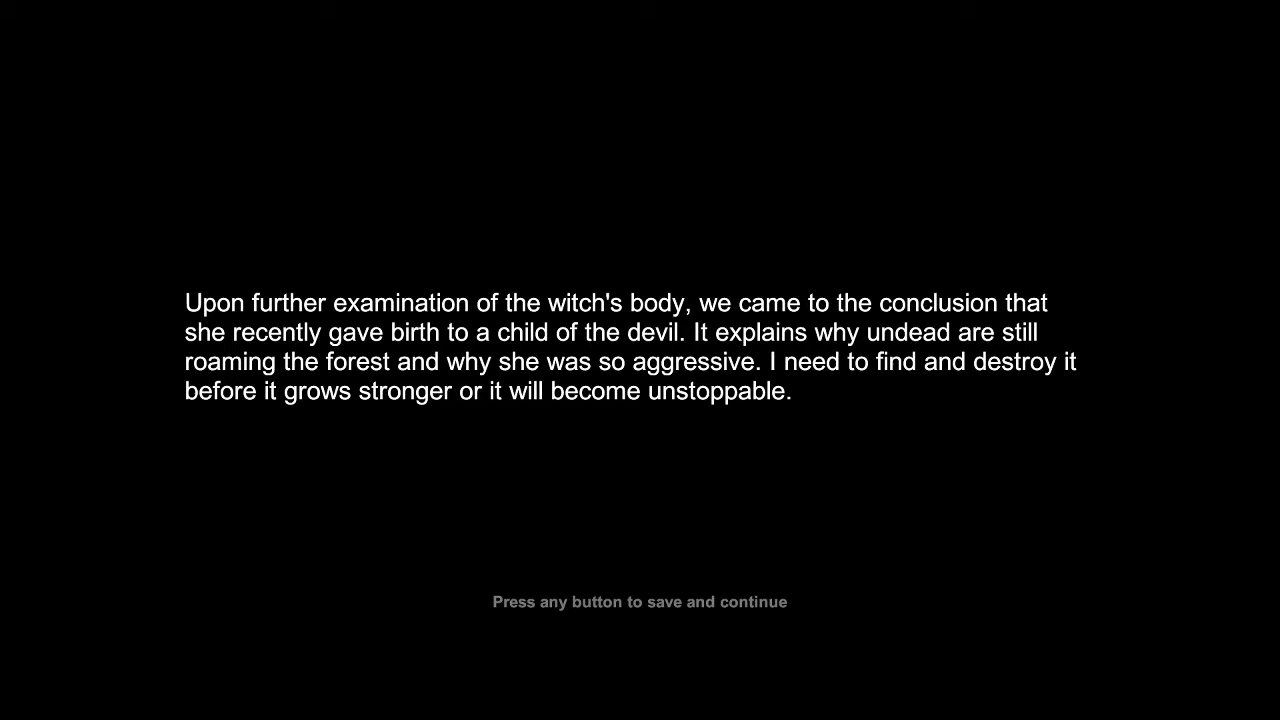 Upon further examination of the witch's body, we came to the conclusion that
she recently gave birth to a child of the devil. It explains why undead are still
roaming the forest and why she was so aggressive. I need to find and destroy it
before it grows stronger or it will become unstoppable.
Press any button to save and continue